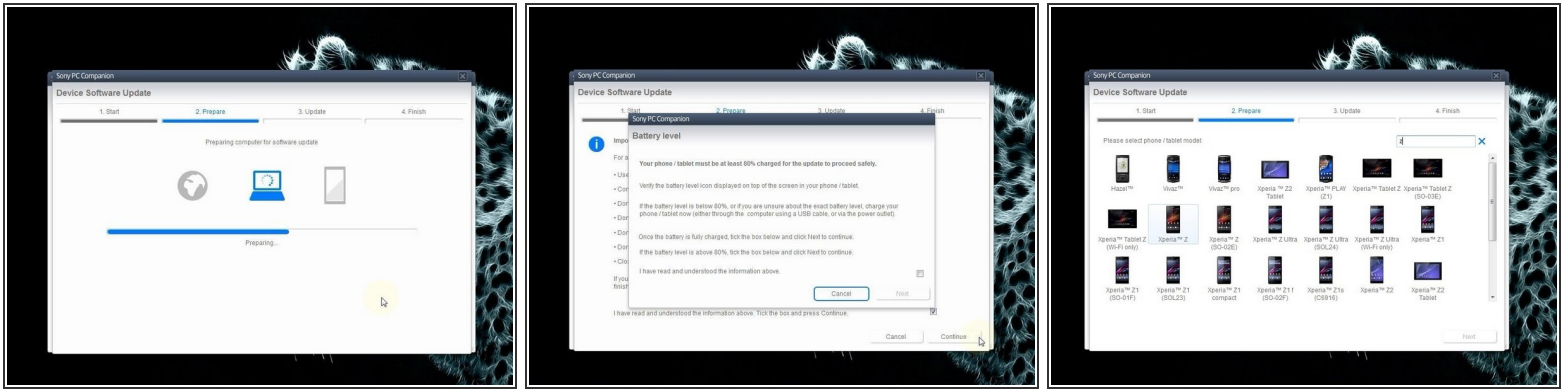 Sony PC Companion
Device Software Update
1. Start
2. Prepare
3. Update
4. Finish
Preparing computer for software update
Preparing...
Sony PC Companion
Device Software Update
1. Start
2. Prepare
3. Update
4. Finish
Impo
For a
• Use
• Con
• Dor
• Dor
• Dor
• Clo
If you
finish
Sony PC Companion
Battery level
Your phone / tablet must be at least 80% charged for the update to proceed safely.
Verify the battery level icon displayed on top of the screen in your phone / tablet.
If the battery level is below 80%, or if you are unsure about the exact battery level, charge your
phone / tablet now (either through the computer using a USB cable, or via the power outlet).
Once the battery is fully charged, tick the box below and click Next to continue.
If the battery level is above 80%, tick the box below and click Next to continue.
I have read and understood the information above.
Cancel
Next
I have read and understood the information above. Tick the box and press Continue.
Cancel
Continue
Sony PC Companion
Device Software Update
1. Start
2. Prepare
3. Update
4. Finish
Please select phone / tablet model:
z
Hazel™
Vivaz™
Vivaz™ pro
Xperia™ Z2
Tablet
Xperia™ PLAY
(Z1)
Xperia™ Tablet Z
Xperia™ Tablet Z
(SO-03E)
Xperia™ Tablet Z
(Wi-Fi only)
Xperia™ Z
Xperia™ Z
(SO-02E)
Xperia™ Z Ultra
Xperia™ Z Ultra
(SOL24)
Xperia™ Z Ultra
(Wi-Fi only)
Xperia™ Z1
Xperia™ Z1
(SO-01F)
Xperia™ Z1
(SOL23)
Xperia™ Z1
compact
Xperia™ Z1 f
(SO-02F)
Xperia™ Z1s
(C6916)
Xperia™ Z2
Xperia™ Z2
Tablet
Next